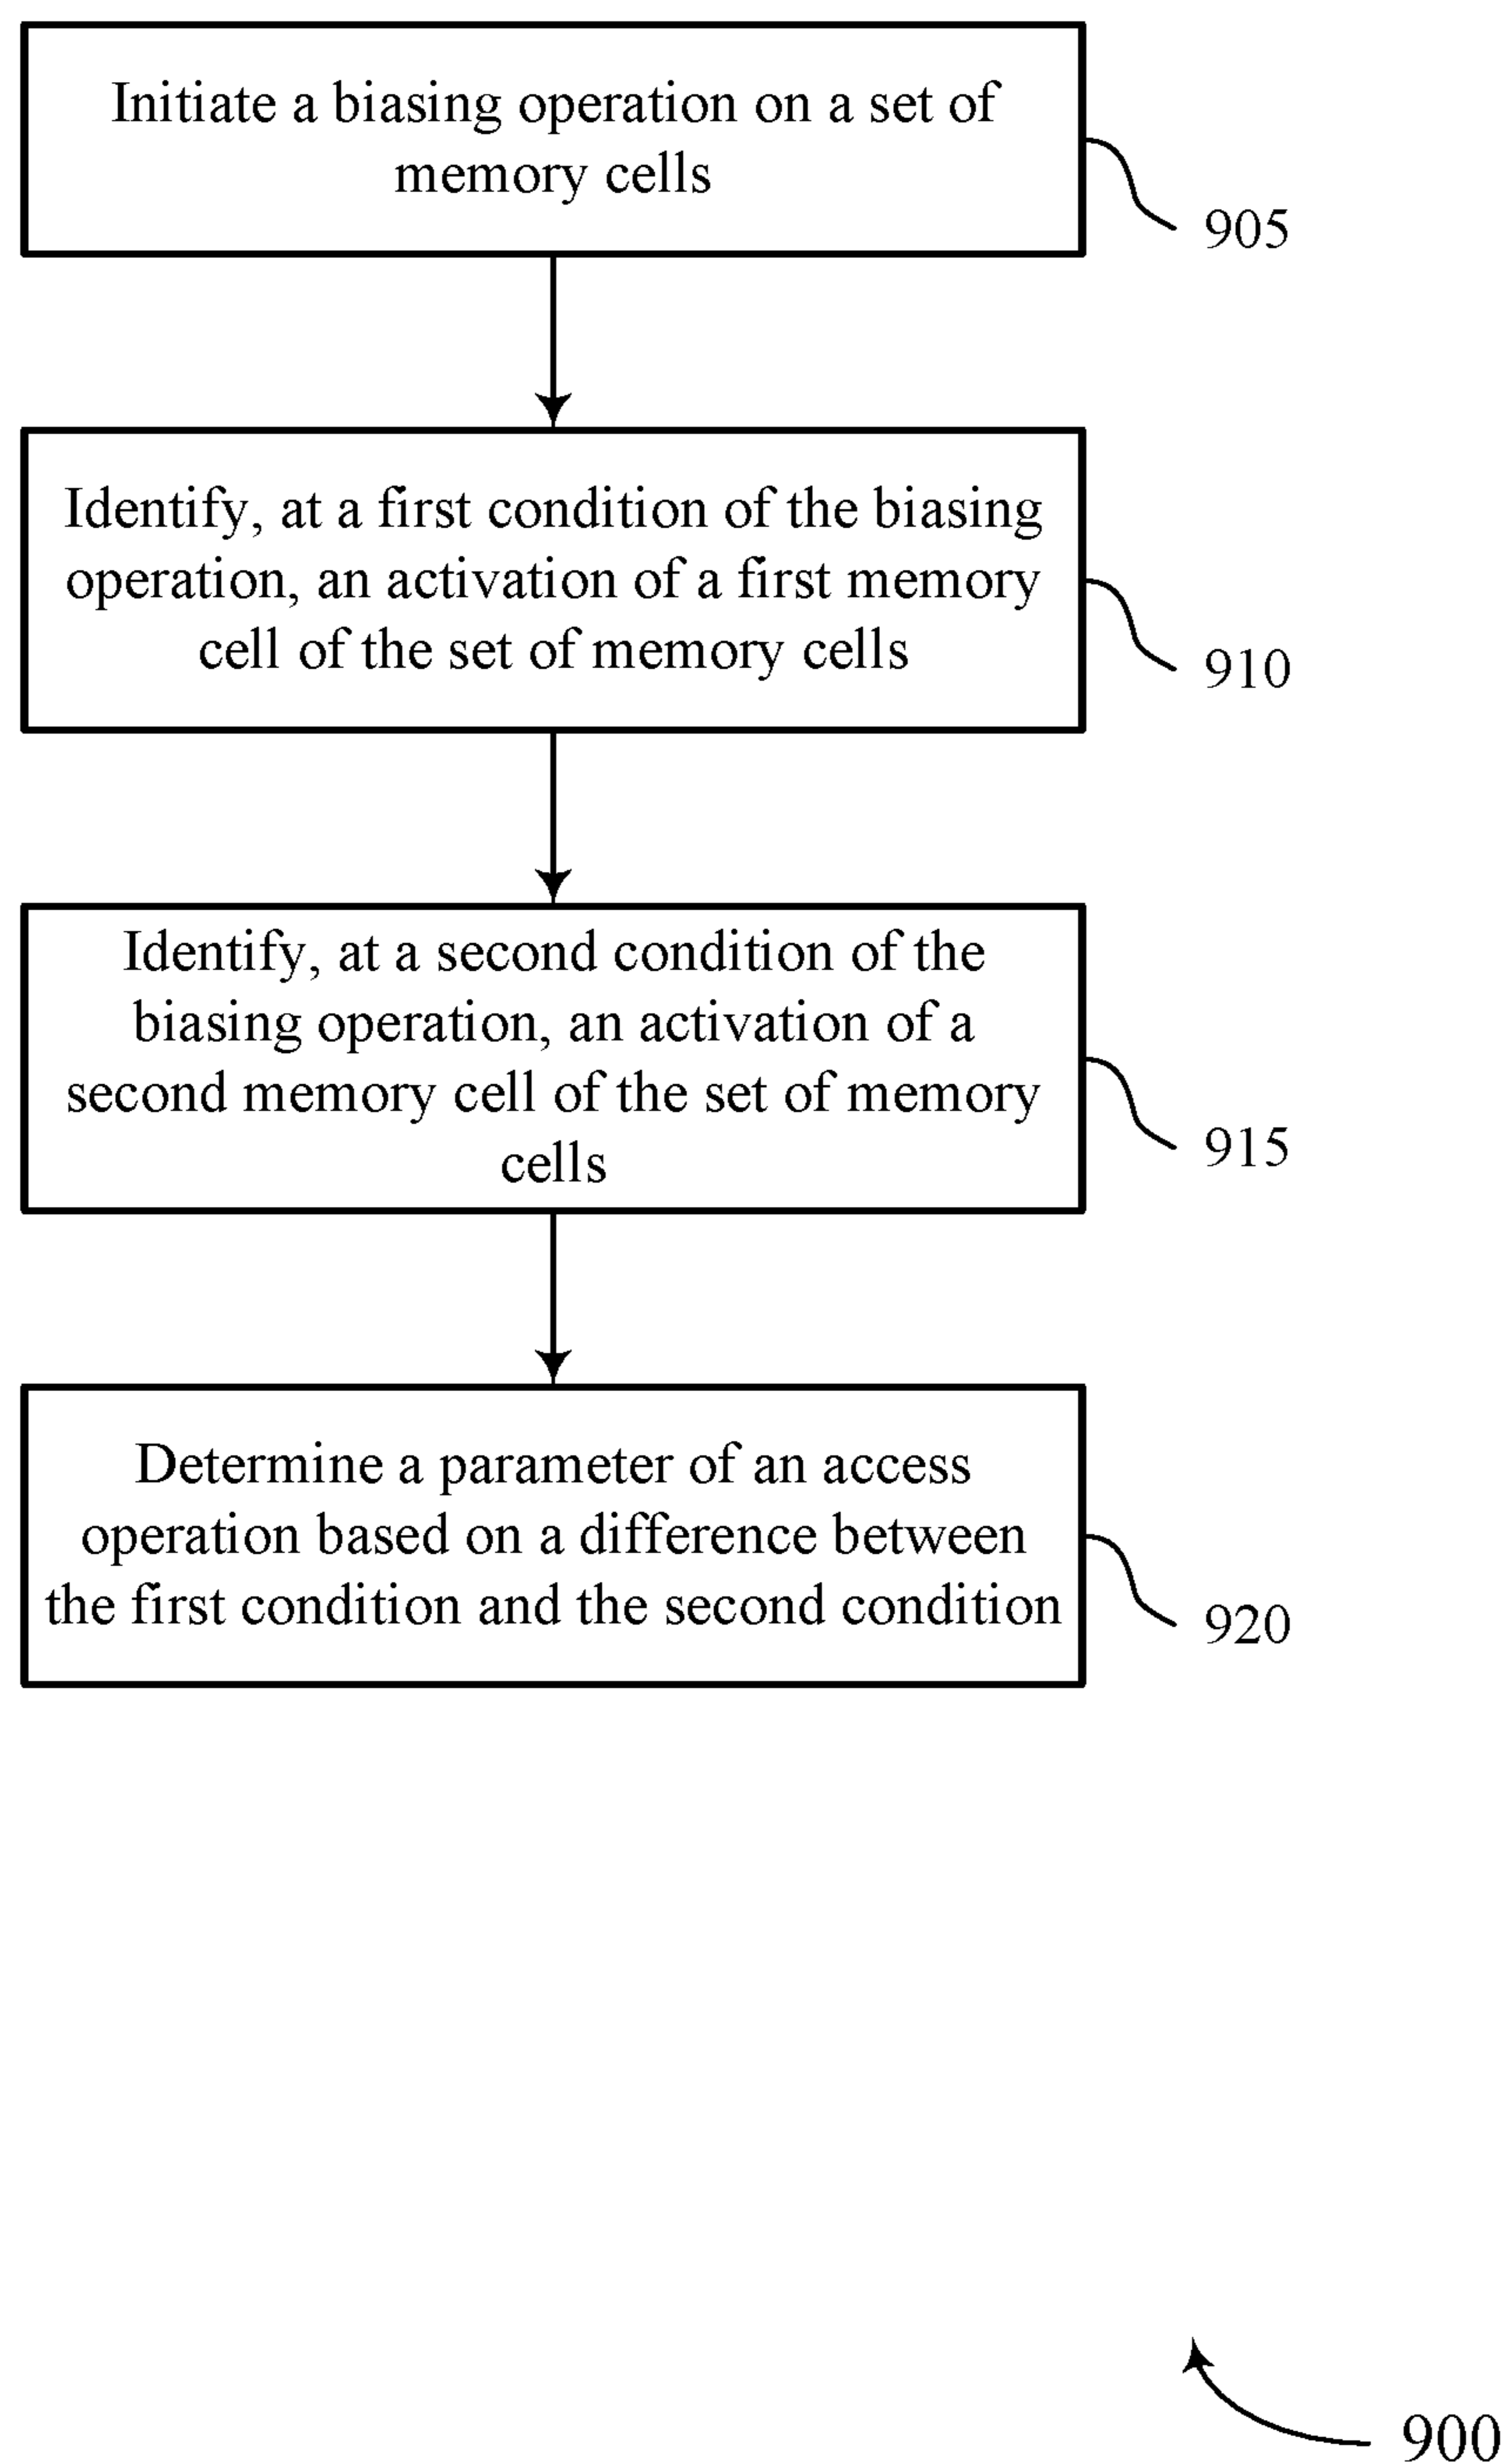 Initiate a biasing operation on a set of
memory cells
905
Identify, at a first condition of the biasing
operation, an activation of a first memory
cell of the set of memory cells
910
Identify, at a second condition of the
biasing operation, an activation of a
second memory cell of the set of memory
cells
915
Determine a parameter of an access
operation based on a difference between
the first condition and the second condition
920
900